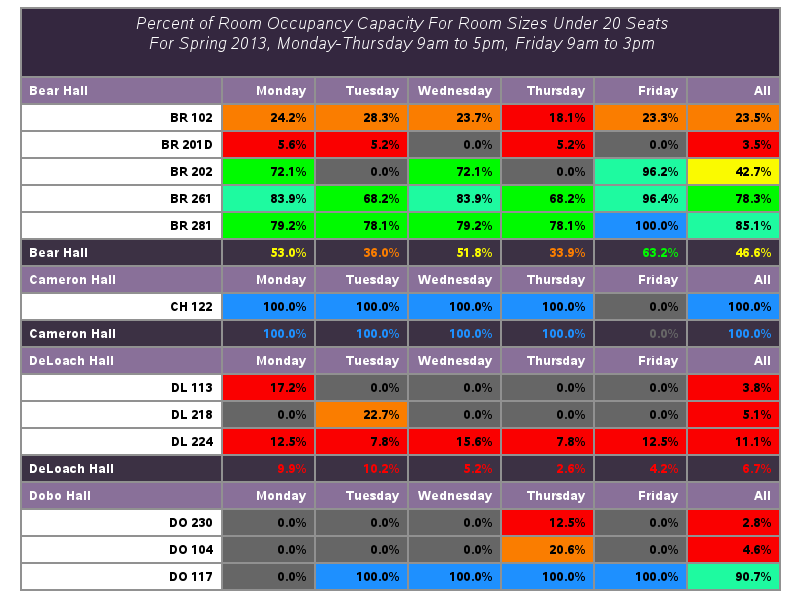 Percent of Room Occupancy Capacity For Room Sizes Under 20 Seats
For Spring 2013, Monday-Thursday 9am to 5pm, Friday 9am to 3pm
Bear Hall Monday Tuesday Wednesday Thursday Friday All
BR 102 24.2% 28.3% 23.7% 18.1% 23.3% 23.5%
BR 201D 5.6% 5.2% 0.0% 5.2% 0.0% 3.5%
BR 202 72.1% 0.0% 72.1% 0.0% 96.2% 42.7%
BR 261 83.9% 68.2% 83.9% 68.2% 96.4% 78.3%
BR 281 79.2% 78.1% 79.2% 78.1% 100.0% 85.1%
Bear Hall 53.0% 36.0% 51.8% 33.9% 63.2% 46.6%
Cameron Hall Monday Tuesday Wednesday Thursday Friday All
CH 122 100.0% 100.0% 100.0% 100.0% 0.0% 100.0%
Cameron Hall 100.0% 100.0% 100.0% 100.0% 0.0% 100.0%
DeLoach Hall Monday Tuesday Wednesday Thursday Friday All
DL 113 17.2% 0.0% 0.0% 0.0% 0.0% 3.8%
DL 218 0.0% 22.7% 0.0% 0.0% 0.0% 5.1%
DL 224 12.5% 7.8% 15.6% 7.8% 12.5% 11.1%
DeLoach Hall 9.9% 10.2% 5.2% 2.6% 4.2% 6.7%
Dobo Hall Monday Tuesday Wednesday Thursday Friday All
DO 230 0.0% 0.0% 0.0% 12.5% 0.0% 2.8%
DO 104 0.0% 0.0% 0.0% 20.6% 0.0% 4.6%
DO 117 0.0% 100.0% 100.0% 100.0% 100.0% 90.7%